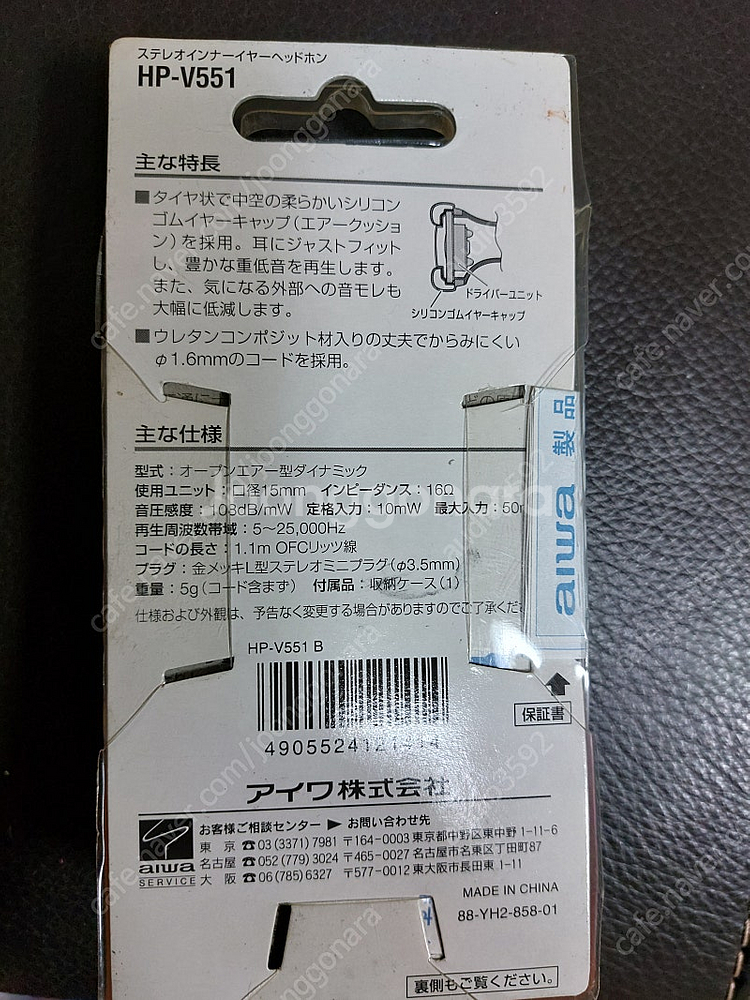 ステレオインナーイヤーヘッドホン
HP-V551
主な特長
■タイヤ状で中空の柔らかいシリコン
ゴムイヤーキャップ(エアークッショ
ン)を採用。耳にジャストフィット
し、豊かな重低音を再生します。
また、気になる外部への音モレも
大幅に低減します。
ドライバーユニット
シリコンゴムイヤーキャップ
■ウレタンコンポジット材入りの丈夫でからみにくい
φ1.6mmのコードを採用。
主な仕様
型式:オープンエアー型ダイナミック
使用ユニット:口径15mm インピーダンス:16Ω
音圧感度:108dB/mW 定格入力:10mW 最大入力:50
再生周波数帯域:5〜25,000Hz
コードの長さ:1.1m OFCリッツ線
プラグ:金メッキL型ステレオミニプラグ(φ3.5mm)
重量:5g(コード含まず) 付属品:収納ケース(1)
仕様および外観は、予告なく変更する場合がありますのでご了承くだ
aiwa 製品
HP-V551 B
保証書
アイワ株式会社
aiwa
SERVICE
お客様ご相談センター ▶ お問い合わせ先
東京 ☎03(3371)7981 〒164-0003 東京都中野区東中野1-11-6
名古屋 ☎052(779)3024 〒465-0027 名古屋市名東区丁田町87
大阪 ☎06(785)6327 〒577-0012 東大阪市長田東1-11
MADE IN CHINA
88-YH2-858-01
裏側もご覧ください。
joonggonara
cafe.naver.com/joonggonara